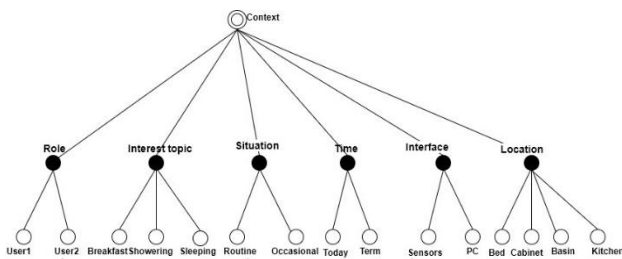 Context
Role
Interest topic
Situation
Time
Interface
Location
User1
User2
Breakfast
Showering
Sleeping
Routine
Occasional
Today
Term
Sensors
PC
Bed
Cabinet
Basin
Kitchen